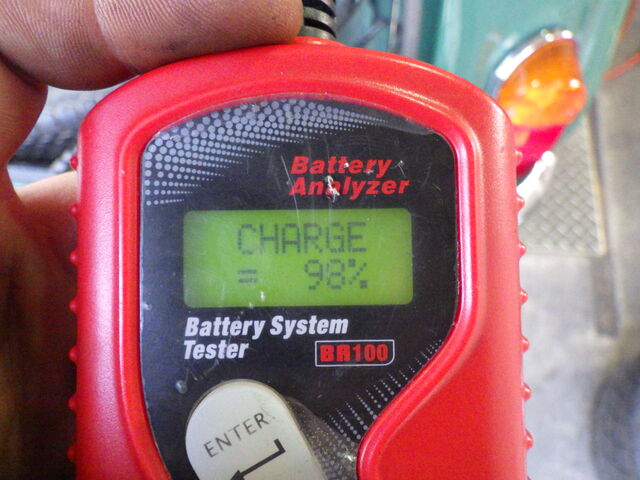 Battery
Analyzer
CHARGE
= 98%
Battery System
Tester BA100
ENTER